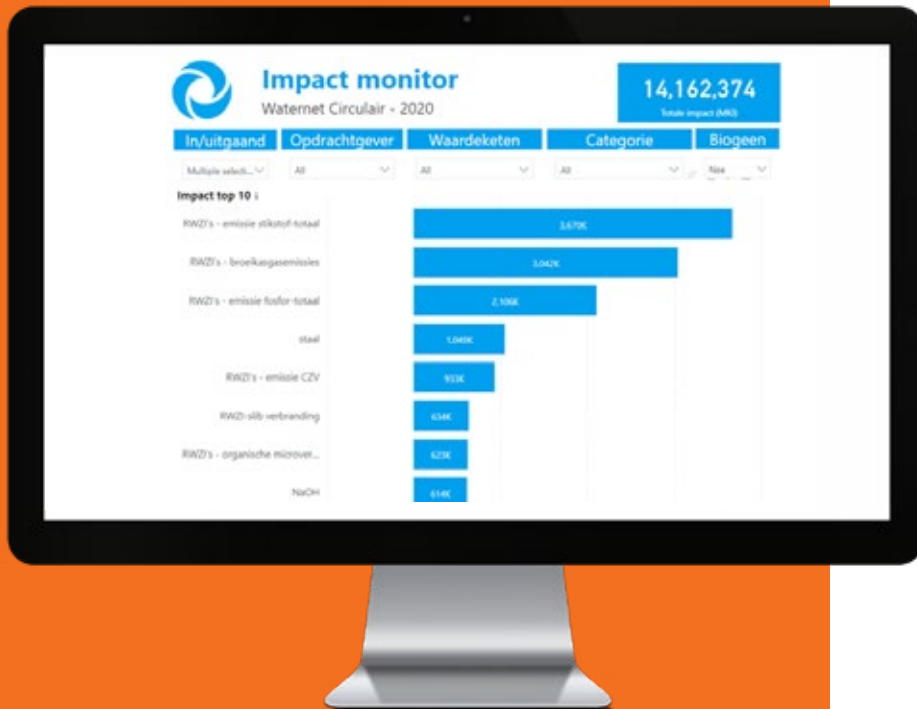 Impact monitor
Waternet Circulair - 2020
14,162,374
Totale impact (MKI)
In/uitgaand Opdrachtgever Waardeketen Categorie Biogeen
Multiple selecti... All All All Nee
Impact top 10
RWZI's - emissie stikstof-totaal 3,670K
RWZI's - broeikasgasemissies 3,042K
RWZI's - emissie fosfor-totaal 2,106K
staal
RWZI's - emissie CZV 933K
RWZI-slib verbranding 634K
RWZI's - organische microver... 623K
NaOH 614K